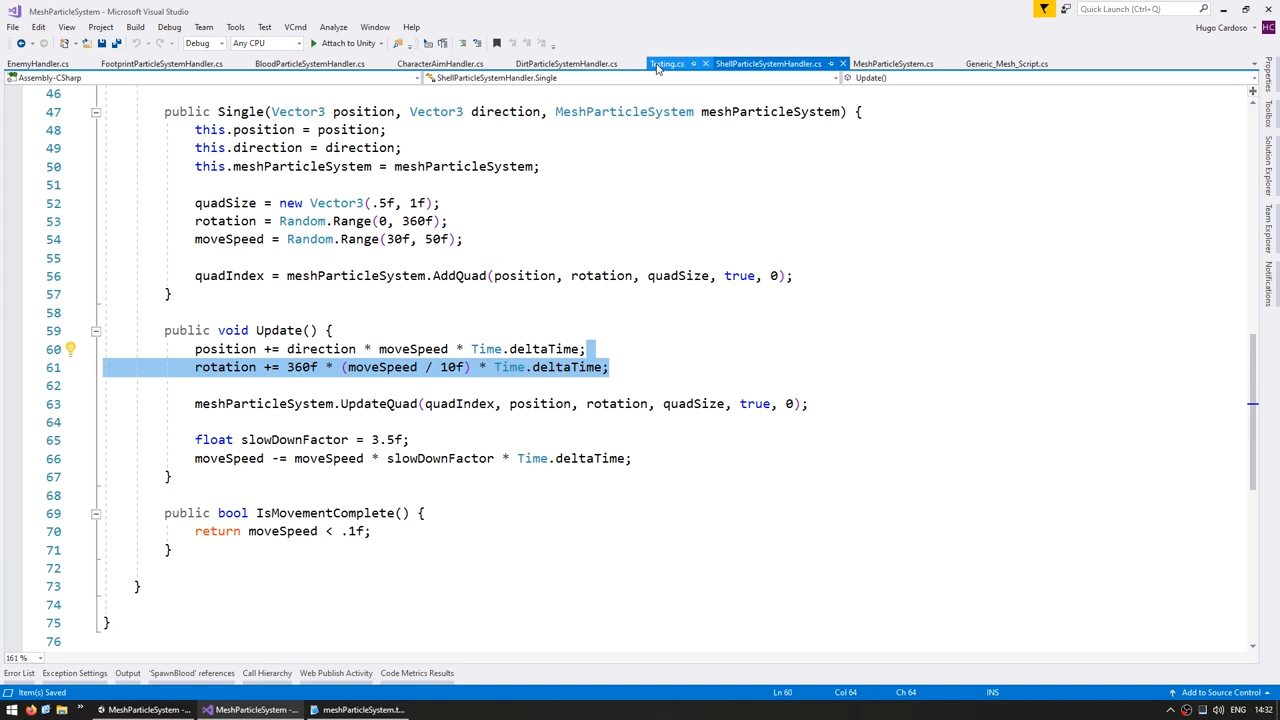 MeshParticleSystem - Microsoft Visual Studio
Quick Launch (Ctrl+Q)
File Edit View Project Build Debug Team Tools Test VCmd Analyze Window Help
Hugo Cardoso HC
Debug Any CPU Attach to Unity
EnemyHandler.cs FootprintParticleSystemHandler.cs BloodParticleSystemHandler.cs CharacterAimHandler.cs DirtParticleSystemHandler.cs Testing.cs ShellParticleSystemHandler.cs MeshParticleSystem.cs Generic_Mesh_Script.cs
Assembly-CSharp ShellParticleSystemHandler.Single Update()
46
47 public Single(Vector3 position, Vector3 direction, MeshParticleSystem meshParticleSystem) {
48 this.position = position;
49 this.direction = direction;
50 this.meshParticleSystem = meshParticleSystem;
51
52 quadSize = new Vector3(.5f, 1f);
53 rotation = Random.Range(0, 360f);
54 moveSpeed = Random.Range(30f, 50f);
55
56 quadIndex = meshParticleSystem.AddQuad(position, rotation, quadSize, true, 0);
57 }
58
59 public void Update() {
60 position += direction * moveSpeed * Time.deltaTime;
61 rotation += 360f * (moveSpeed / 10f) * Time.deltaTime;
62
63 meshParticleSystem.UpdateQuad(quadIndex, position, rotation, quadSize, true, 0);
64
65 float slowDownFactor = 3.5f;
66 moveSpeed -= moveSpeed * slowDownFactor * Time.deltaTime;
67 }
68
69 public bool IsMovementComplete() {
70 return moveSpeed < .1f;
71 }
72
73 }
74
75 }
76
Properties
Toolbox
Solution Explorer
Team Explorer
Notifications
161 %
Error List Exception Settings Output 'SpawnBlood' references Call Hierarchy Web Publish Activity Code Metrics Results
Item(s) Saved Ln 60 Col 64 Ch 64 INS Add to Source Control
MeshParticleSystem -... MeshParticleSystem -... meshParticleSystem.t... ENG 14:32